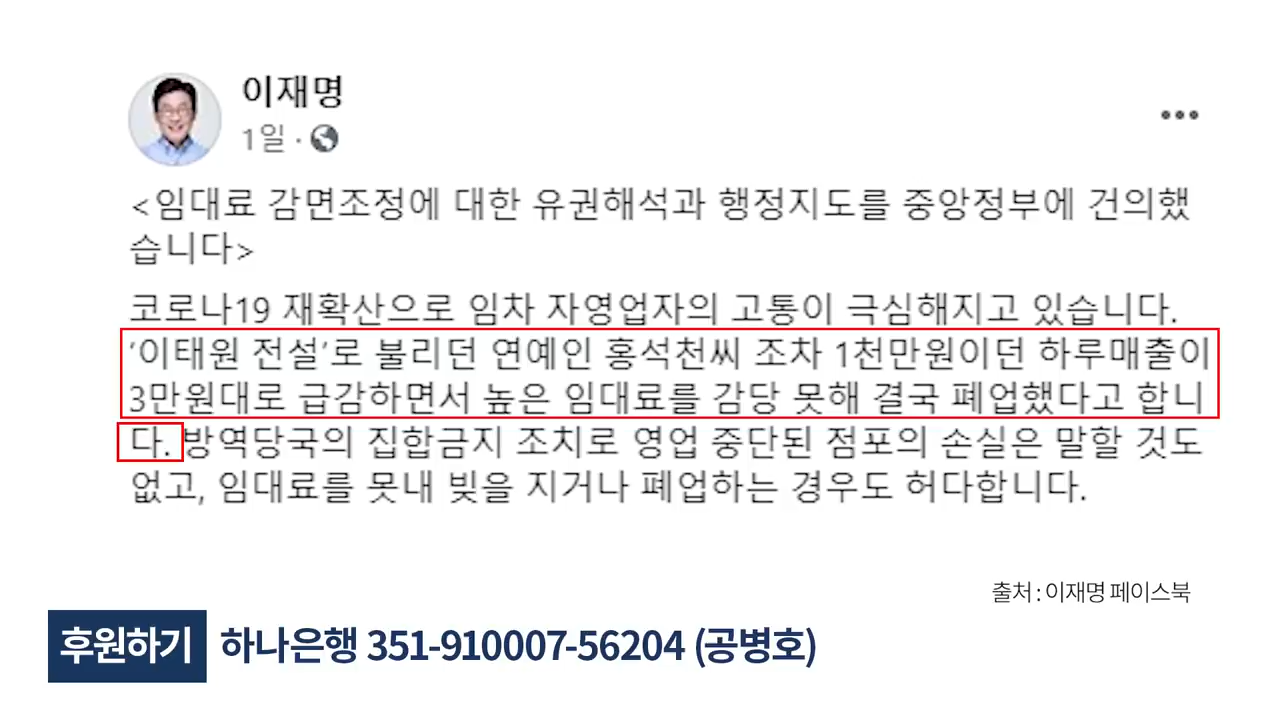 이재명
1일 ·
<임대료 감면조정에 대한 유권해석과 행정지도를 중앙정부에 건의했
습니다>
코로나19 재확산으로 임차 자영업자의 고통이 극심해지고 있습니다.
‘이태원 전설’로 불리던 연예인 홍석천씨 조차 1천만원이던 하루매출이
3만원대로 급감하면서 높은 임대료를 감당 못해 결국 폐업했다고 합니
다. 방역당국의 집합금지 조치로 영업 중단된 점포의 손실은 말할 것도
없고, 임대료를 못내 빚을 지거나 폐업하는 경우도 허다합니다.
출처 : 이재명 페이스북
후원하기 하나은행 351-910007-56204 (공병호)